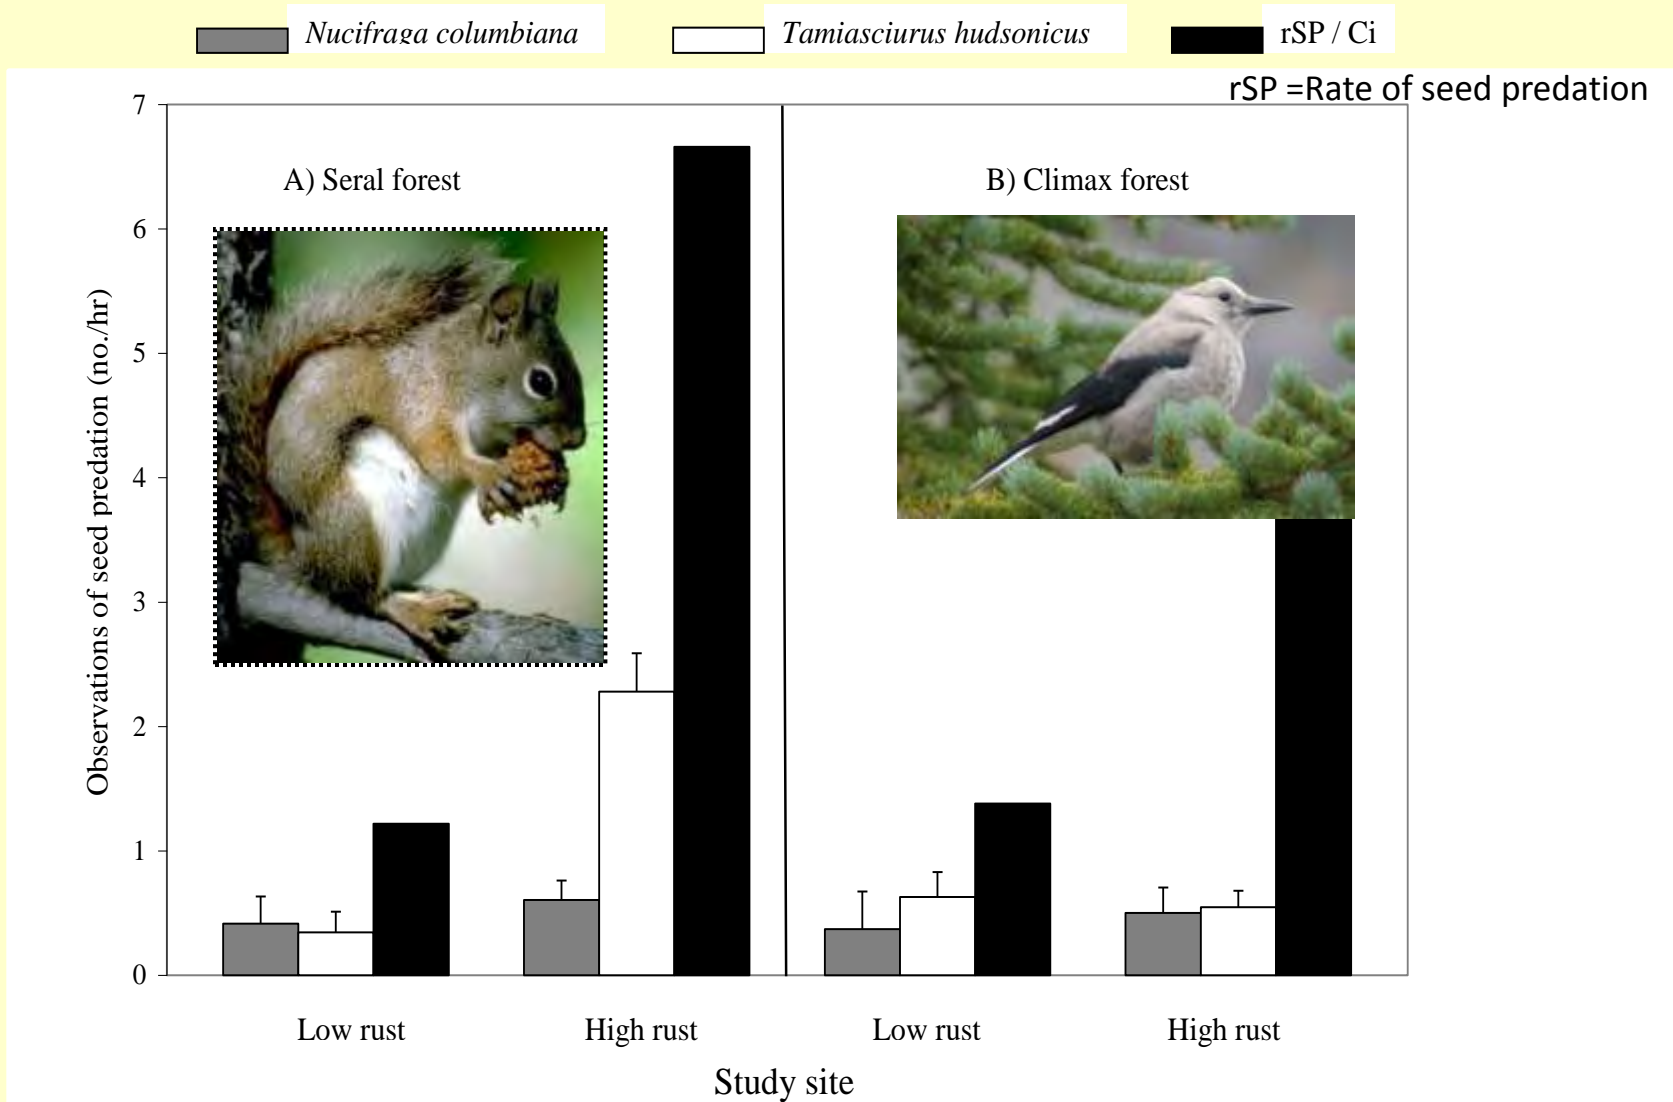 Nucifraga columbiana Tamiasciurus hudsonicus rSP / Ci
rSP =Rate of seed predation
Observations of seed predation (no./hr)
7
6
5
4
3
2
1
0
A) Seral forest B) Climax forest
Low rust High rust Low rust High rust
Study site